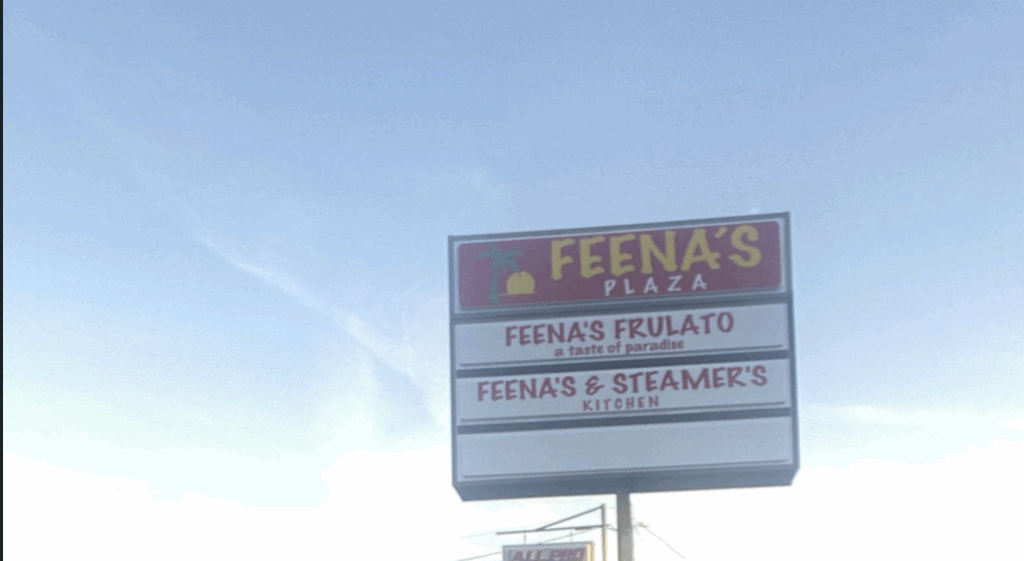 FEENA'S
PLAZA
FEENA'S FRULATO
a taste of paradise
FEENA'S & STEAMER'S
KITCHEN
ALL PRO